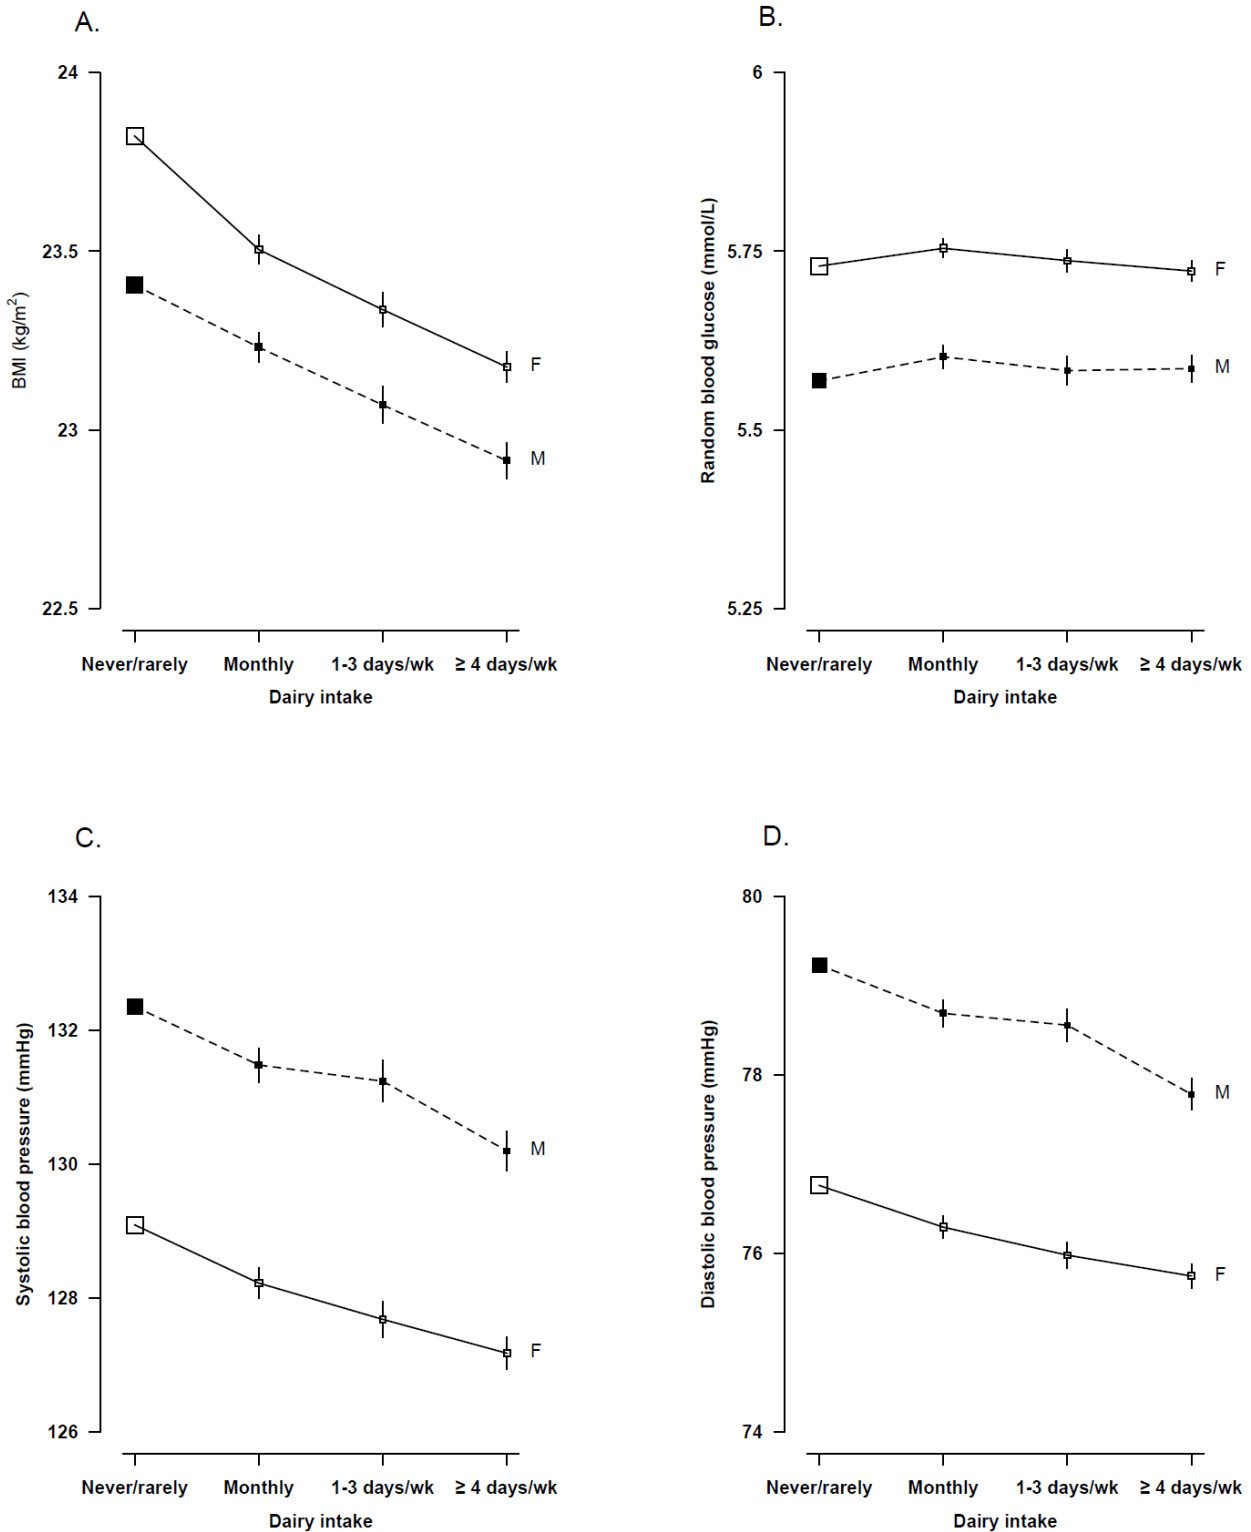 A.
24
23.5
23
22.5
BMI (kg/m²)
F
M
Never/rarely Monthly 1-3 days/wk ≥ 4 days/wk
Dairy intake
B.
6
5.75
5.5
5.25
Random blood glucose (mmol/L)
F
M
Never/rarely Monthly 1-3 days/wk ≥ 4 days/wk
Dairy intake
C.
134
132
130
128
126
Systolic blood pressure (mmHg)
M
F
Never/rarely Monthly 1-3 days/wk ≥ 4 days/wk
Dairy intake
D.
80
78
76
74
Diastolic blood pressure (mmHg)
M
F
Never/rarely Monthly 1-3 days/wk ≥ 4 days/wk
Dairy intake